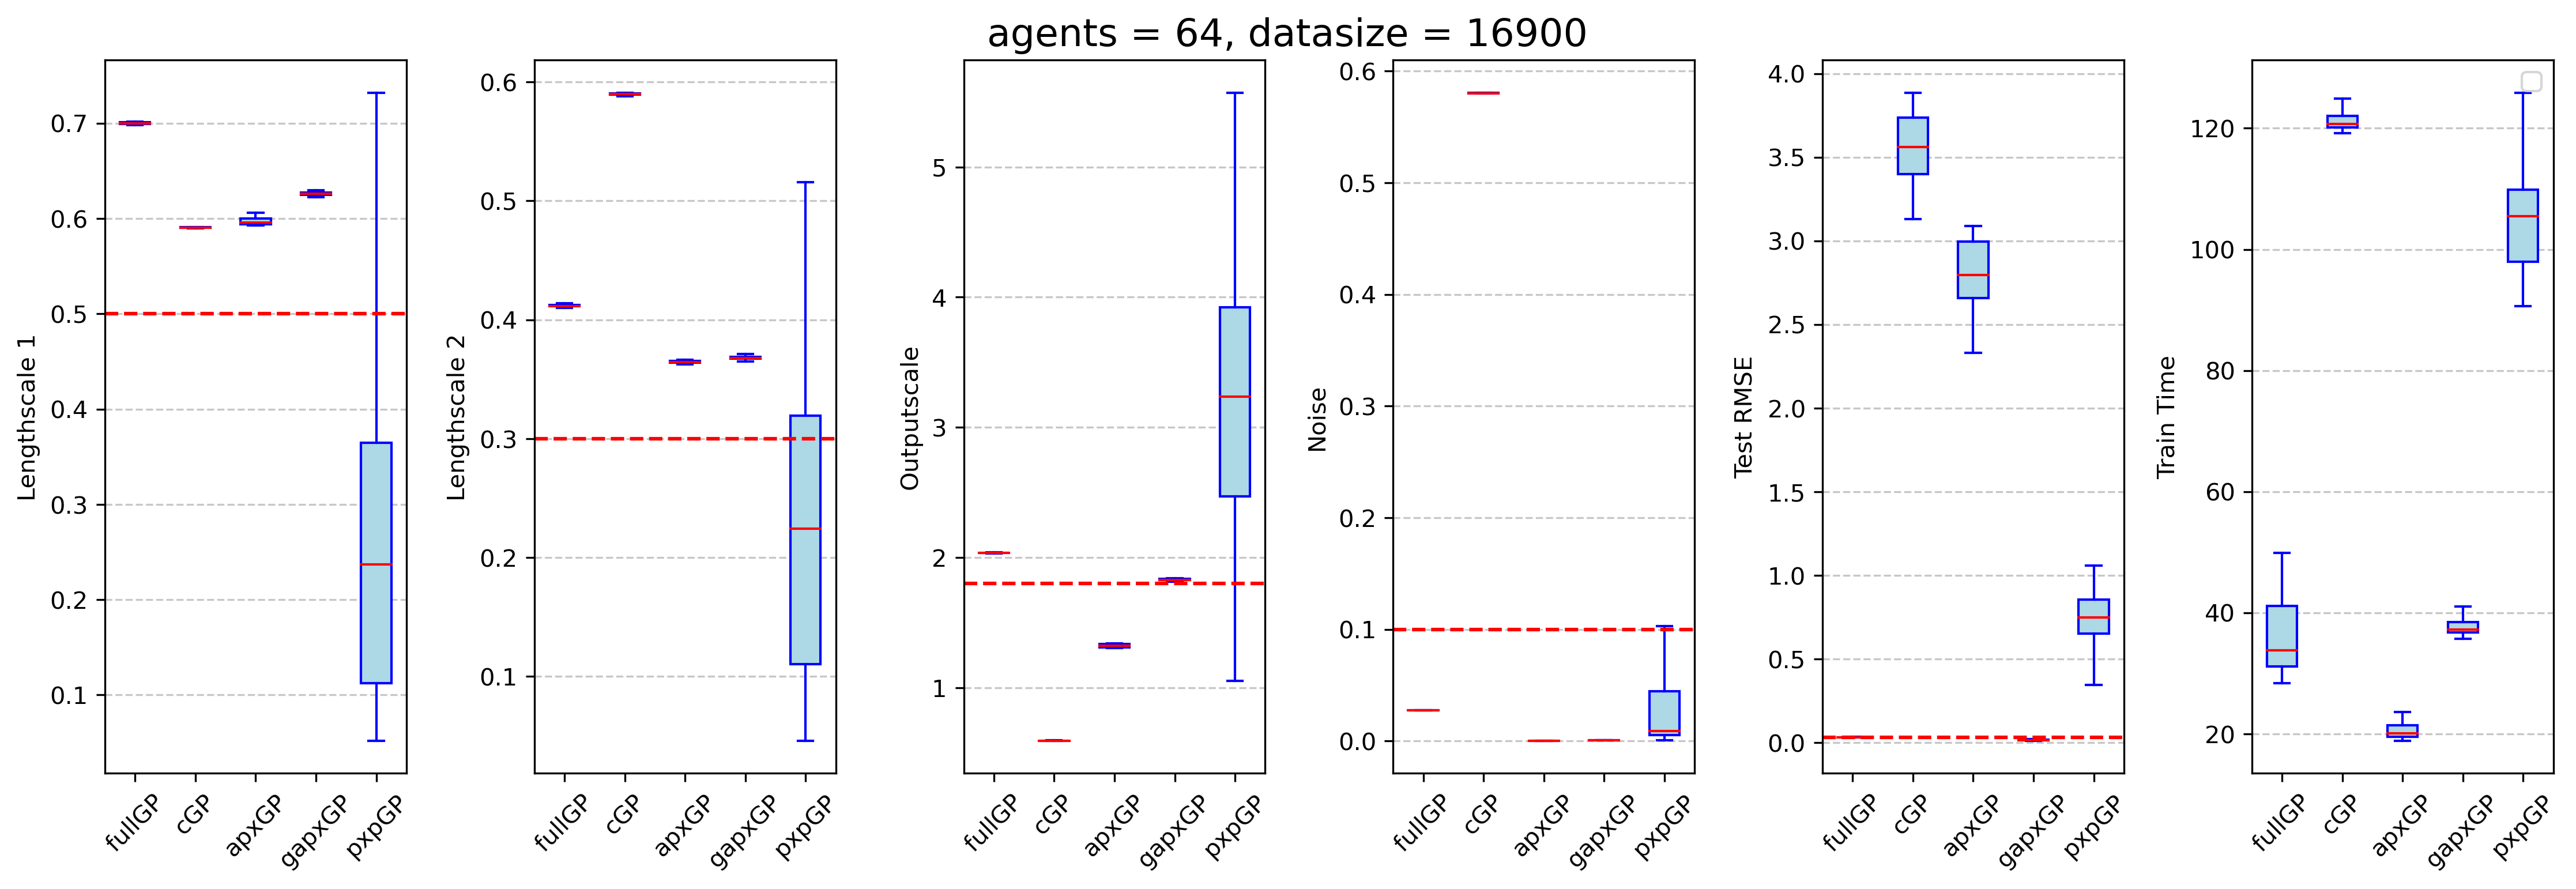 agents = 64, datasize = 16900
Lengthscale 1
0.7
0.6
0.5
0.4
0.3
0.2
0.1
fullGP
cGP
apxGP
gapxGP
pxpGP
Lengthscale 2
0.6
0.5
0.4
0.3
0.2
0.1
fullGP
cGP
apxGP
gapxGP
pxpGP
Outputscale
5
4
3
2
1
fullGP
cGP
apxGP
gapxGP
pxpGP
Noise
0.6
0.5
0.4
0.3
0.2
0.1
0.0
fullGP
cGP
apxGP
gapxGP
pxpGP
Test RMSE
4.0
3.5
3.0
2.5
2.0
1.5
1.0
0.5
0.0
fullGP
cGP
apxGP
gapxGP
pxpGP
Train Time
120
100
80
60
40
20
fullGP
cGP
apxGP
gapxGP
pxpGP